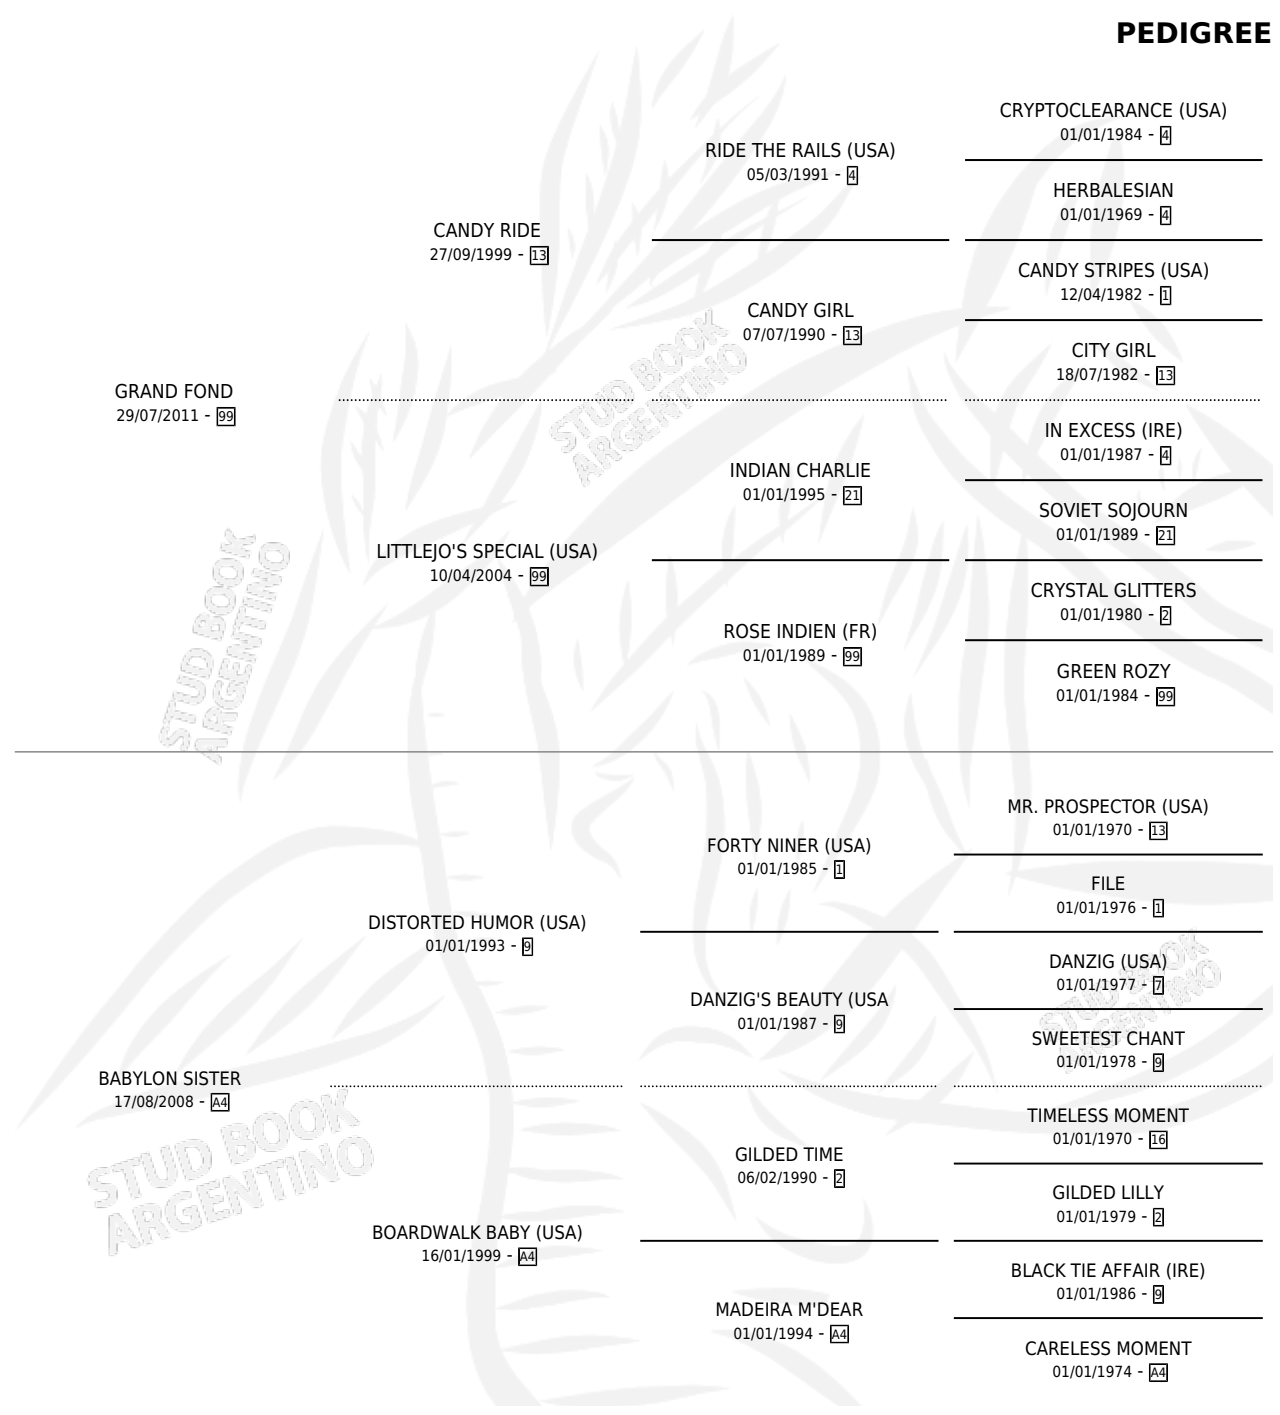 PEDIGREE
CRYPTOCLEARANCE (USA)
01/01/1984 - 4
RIDE THE RAILS (USA)
05/03/1991 - 4
HERBALESIAN
01/01/1969 - 4
CANDY RIDE
27/09/1999 - 13
CANDY STRIPES (USA)
12/04/1982 - 1
CANDY GIRL
07/07/1990 - 13
CITY GIRL
18/07/1982 - 13
GRAND FOND
29/07/2011 - 99
STUD BOOK
ARGENTINO
IN EXCESS (IRE)
01/01/1987 - 4
INDIAN CHARLIE
01/01/1995 - 21
SOVIET SOJOURN
01/01/1989 - 21
LITTLEJO'S SPECIAL (USA)
10/04/2004 - 99
CRYSTAL GLITTERS
01/01/1980 - 2
ROSE INDIEN (FR)
01/01/1989 - 99
GREEN ROZY
01/01/1984 - 99
STUD BOOK
ARGENTINO
MR. PROSPECTOR (USA)
01/01/1970 - 13
FORTY NINER (USA)
01/01/1985 - 1
FILE
01/01/1976 - 1
DISTORTED HUMOR (USA)
01/01/1993 - 9
DANZIG (USA)
01/01/1977 - 7
DANZIG'S BEAUTY (USA
01/01/1987 - 9
STUD BOOK
ARGENTINO
SWEETEST CHANT
01/01/1978 - 9
BABYLON SISTER
17/08/2008 - A4
STUD BOOK
ARGENTINO
TIMELESS MOMENT
01/01/1970 - 16
GILDED TIME
06/02/1990 - 2
GILDED LILLY
01/01/1979 - 2
BOARDWALK BABY (USA)
16/01/1999 - A4
BLACK TIE AFFAIR (IRE)
01/01/1986 - 9
MADEIRA M'DEAR
01/01/1994 - A4
CARELESS MOMENT
01/01/1974 - A4